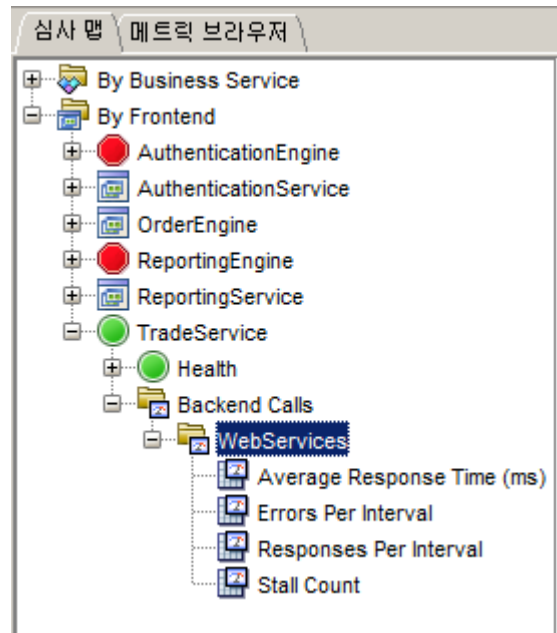 심사 맵 메트릭 브라우저
By Business Service
By Frontend
AuthenticationEngine
AuthenticationService
OrderEngine
ReportingEngine
ReportingService
TradeService
Health
Backend Calls
WebServices
Average Response Time (ms)
Errors Per Interval
Responses Per Interval
Stall Count